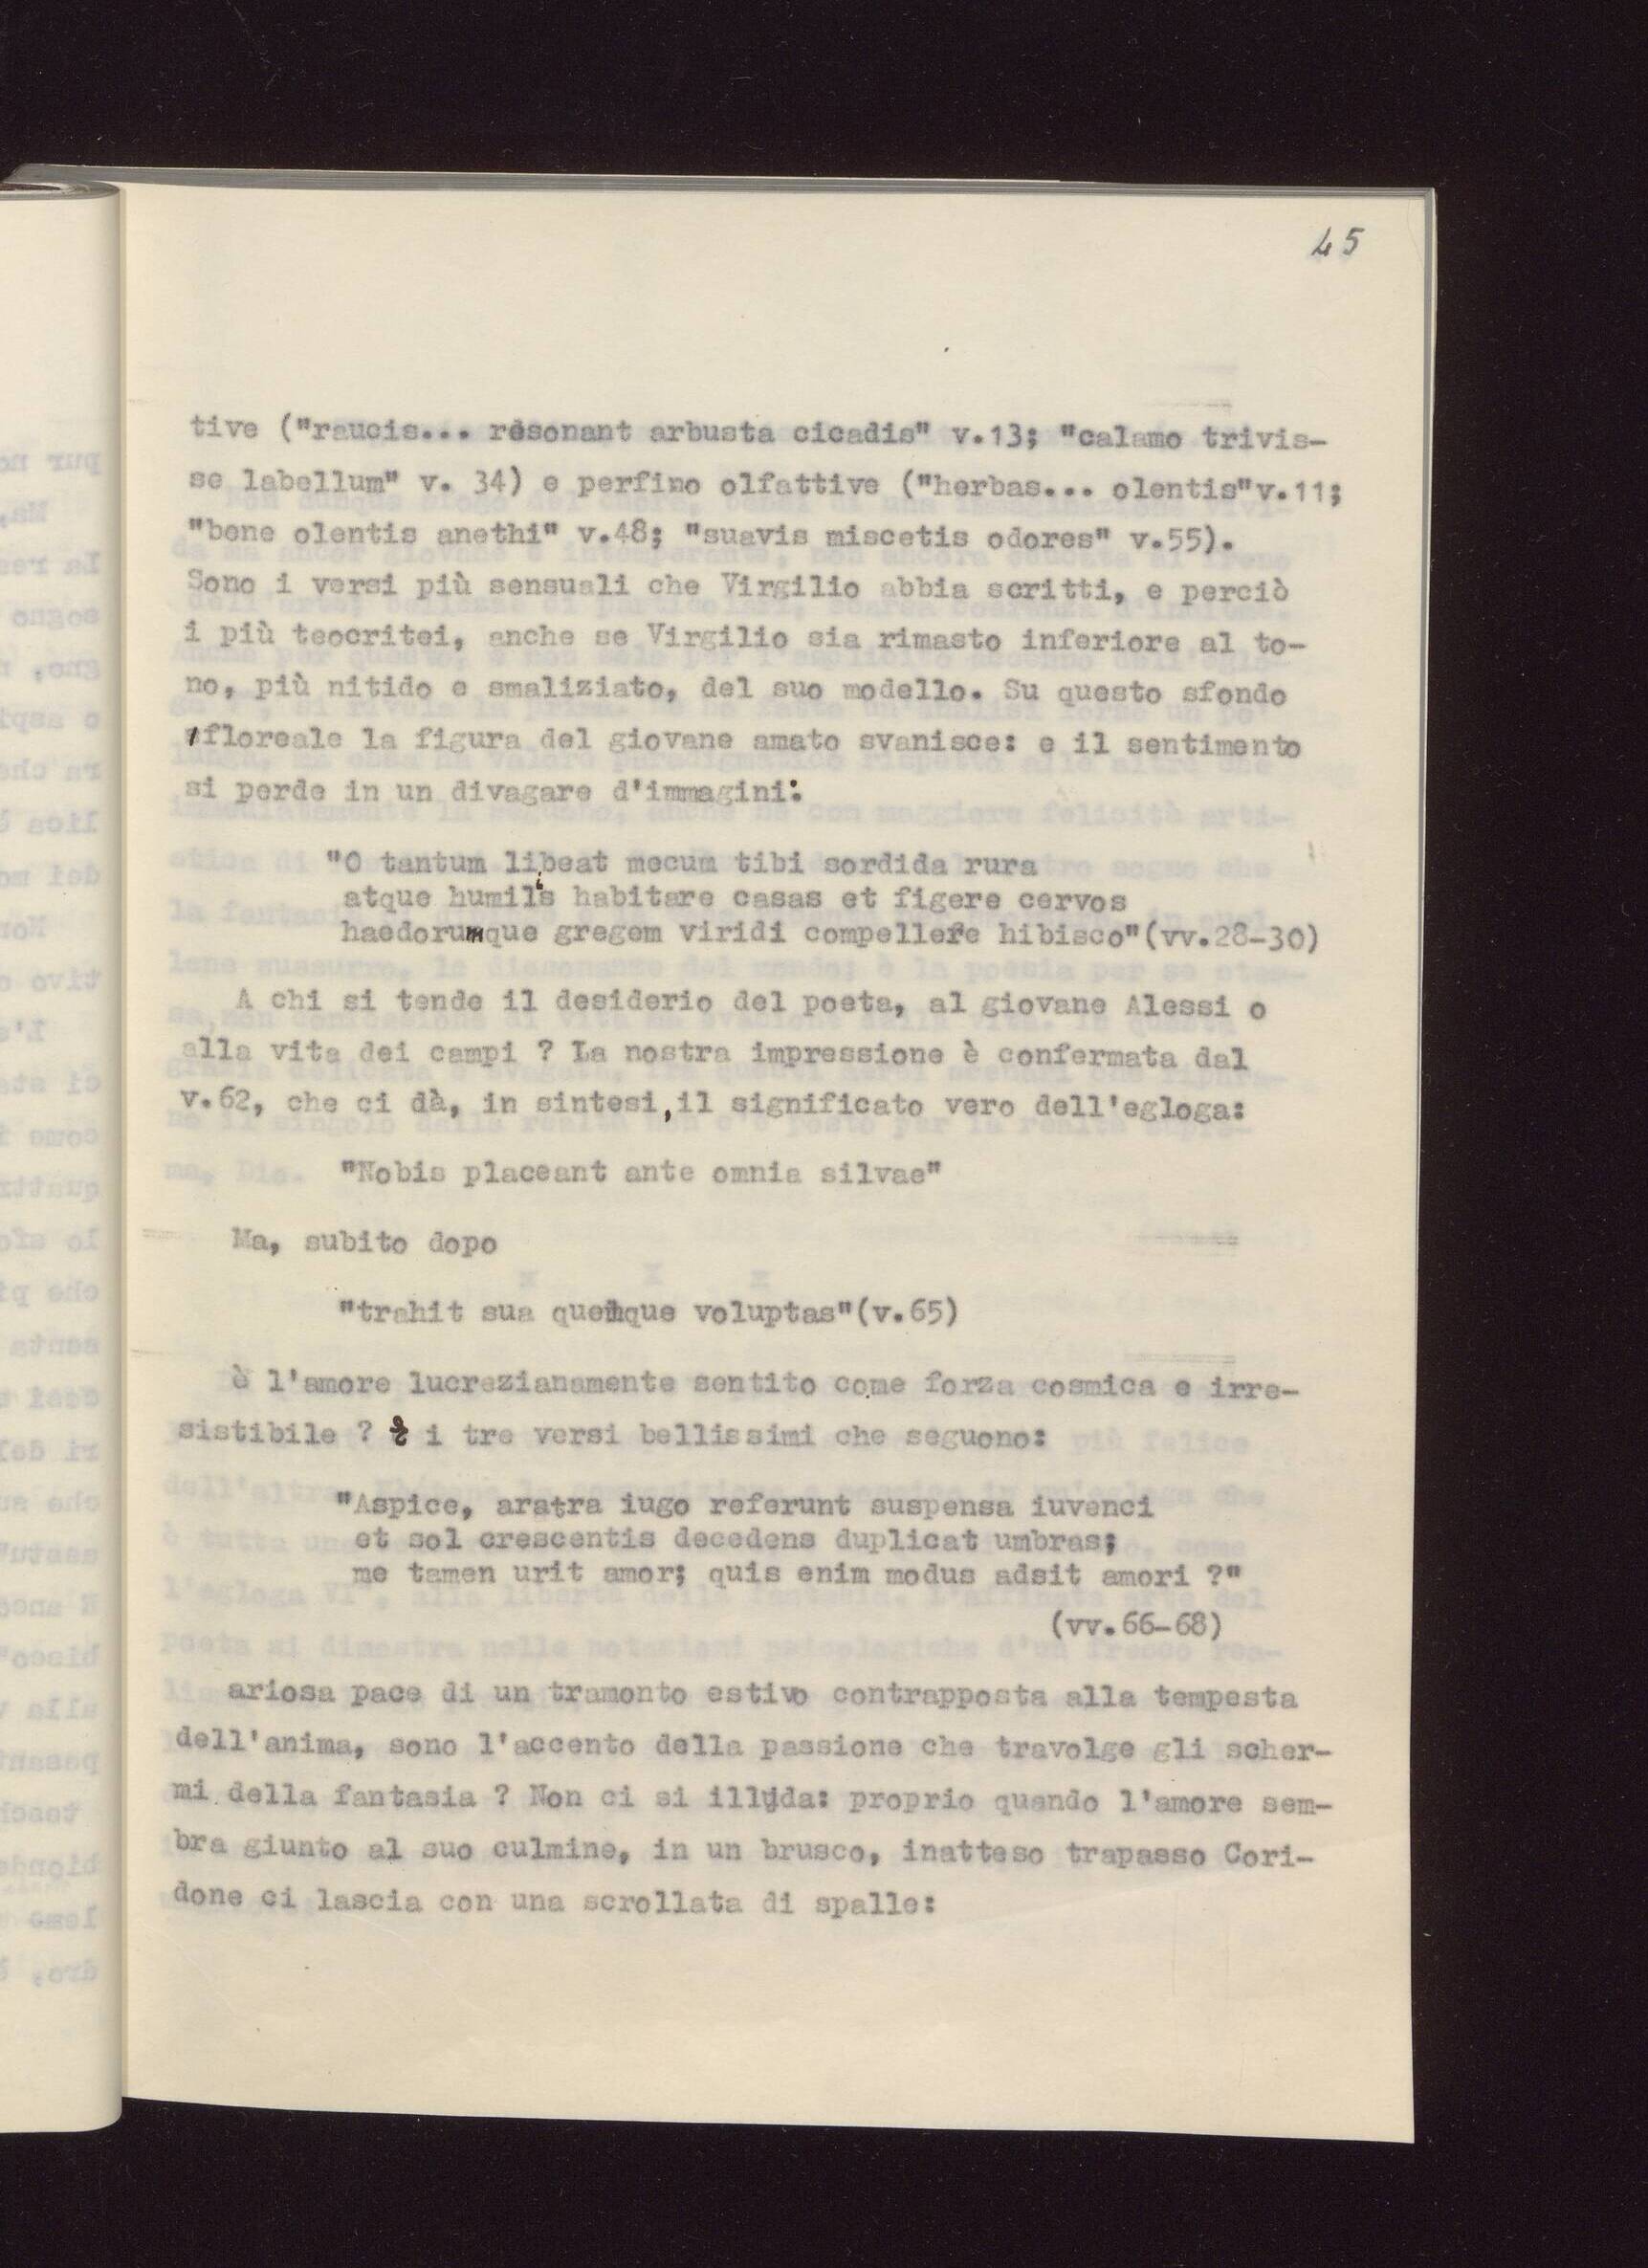 45
tive ("raucis... resonant arbusta cicadis" v.13; "calamo trivis-
se labellum" v. 34) e perfino olfattive ("herbas... olentis"v.11;
"bene olentis anethi" v.48; "suavis miscetis odores" v.55).
Sono i versi più sensuali che Virgilio abbia scritti, e perciò
i più teocritei, anche se Virgilio sia rimasto inferiore al to-
no, più nitido e smaliziato, del suo modello. Su questo sfondo
floreale la figura del giovane amato svanisce: e il sentimento
si perde in un divagare d'immagini:
"O tantum libeat mecum tibi sordida rura
atque humilis habitare casas et figere cervos
haedorumque gregem viridi compellere hibisco"(vv.28-30)
A chi si tende il desiderio del poeta, al giovane Alessi o
alla vita dei campi ? La nostra impressione è confermata dal
v.62, che ci dà, in sintesi, il significato vero dell'egloga:
"Nobis placeant ante omnia silvae"
Ma, subito dopo
"trahit sua quemque voluptas"(v.65)
è l'amore lucrezianamente sentito come forza cosmica e irre-
sistibile ? e i tre versi bellissimi che seguono:
"Aspice, aratra iugo referunt suspensa iuvenci
et sol crescentis decedens duplicat umbras;
me tamen urit amor; quis enim modus adsit amori ?"
(vv.66-68)
ariosa pace di un tramonto estivo contrapposta alla tempesta
dell'anima, sono l'accento della passione che travolge gli scher-
mi della fantasia ? Non ci si illuda: proprio quando l'amore sem-
bra giunto al suo culmine, in un brusco, inatteso trapasso Cori-
done ci lascia con una scrollata di spalle: